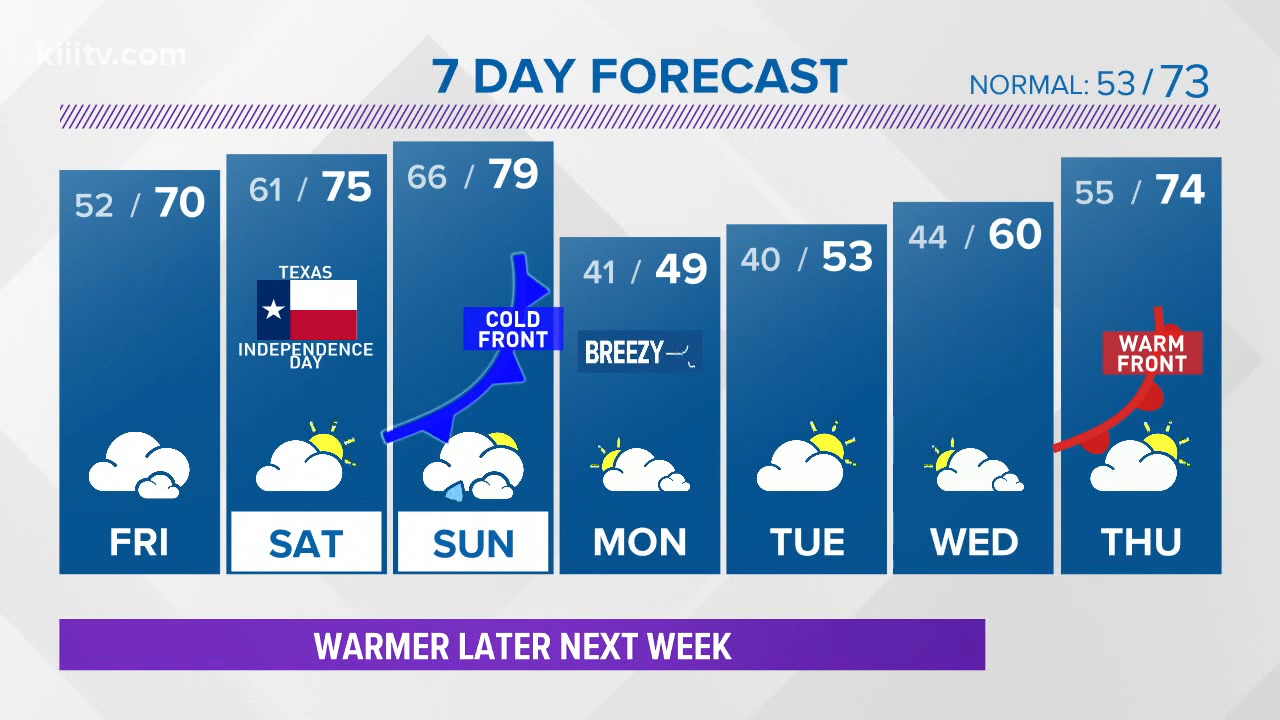 kiiitv.com
7 DAY FORECAST
NORMAL: 53 / 73
52 / 70
61 / 75
66 / 79
41 / 49
40 / 53
44 / 60
55 / 74
TEXAS
INDEPENDENCE
DAY
COLD
FRONT
BREEZY
WARM
FRONT
FRI
SAT
SUN
MON
TUE
WED
THU
WARMER LATER NEXT WEEK